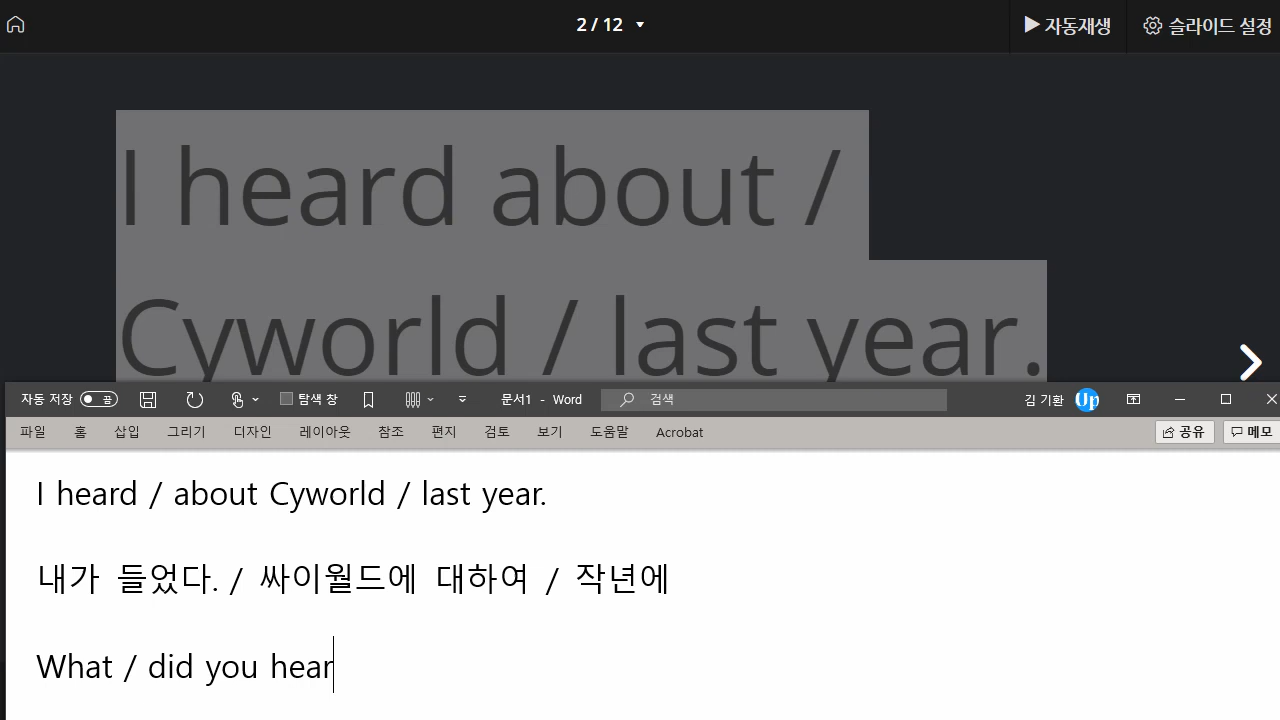 2 / 12
자동재생
슬라이드 설정
I heard about /
Cyworld / last year.
자동 저장
끔
탐색 창
문서1 - Word
검색
김 기환
Up
파일 홈 삽입 그리기 디자인 레이아웃 참조 편지 검토 보기 도움말 Acrobat
공유
메모
I heard / about Cyworld / last year.
내가 들었다. / 싸이월드에 대하여 / 작년에
What / did you hear